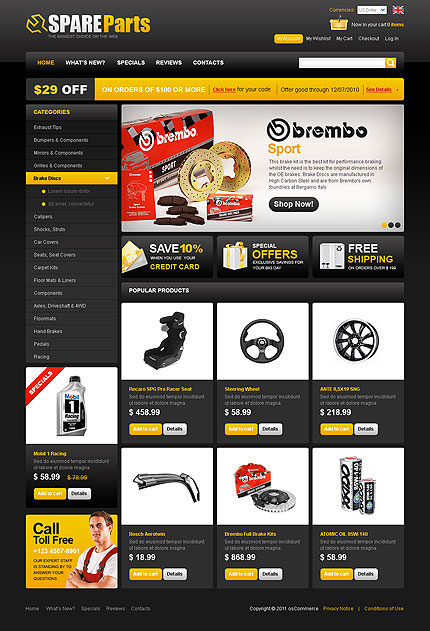 Currencies: US Dollar
SPAREParts
THE BIGGEST CHOICE ON THE WEB
Now in your cart 0 items
My Account My Wishlist My Cart Checkout Log In
HOME WHAT'S NEW? SPECIALS REVIEWS CONTACTS
$29 OFF ON ORDERS OF $100 OR MORE Click here for your code Offer good through 12/07/2010 See Details
CATEGORIES
Exhaust Tips
Bumpers & Components
Mirrors & Components
Grilles & Components
Brake Discs
Lorem ipsum dolor
Sit amet, consectetur
Calipers
Shocks, Struts
Car Covers
Seats, Seat Covers
Carpet Kits
Floor Mats & Liners
Components
Axles, Driveshaft & 4WD
Floormats
Hand Brakes
Pedals
Racing
brembo
SPORT
brembo
Sport
This brake kit is the best kit for performance braking
whilst the need is to keep the original dimensions of
the OE brakes. Brake Discs are manufactured in
High Carbon Steel and are from Brembo's own
foundries at Bergamo Italy.
Shop Now!
SAVE10%
WHEN YOU USE YOUR
CREDIT CARD
SPECIAL
OFFERS
EXCLUSIVE SAVINGS FOR
YOUR BIG DAY
FREE
SHIPPING
ON ORDERS OVER $ 199
POPULAR PRODUCTS
Recaro SPG Pro Racer Seat
Sed do eiusmod tempor incididunt
ut labore et dolore magna.
$ 458.99
Add to cart Details
Steering Wheel
Sed do eiusmod tempor incididunt
ut labore et dolore magna.
$ 58.99
Add to cart Details
ANTE 8,5X19 5NG
Sed do eiusmod tempor incididunt
ut labore et dolore magna.
$ 218.99
Add to cart Details
SPECIALS
Mobil 1
Mobil 1 Racing
Sed do eiusmod tempor incididunt
ut labore et dolore magna.
$ 58.99 $ 78.99
Add to cart Details
Bosch Aerotwin
Sed do eiusmod tempor incididunt
ut labore et dolore magna.
$ 18.99
Add to cart Details
brembo
Brembo Full Brake Kits
Sed do eiusmod tempor incididunt
ut labore et dolore magna.
$ 868.99
Add to cart Details
ATOMIC OIL 05W-140
Sed do eiusmod tempor incididunt
ut labore et dolore magna.
$ 58.99
Add to cart Details
Call
Toll Free
+123 4567-8901
OUR EXPERT STAFF
IS STANDING BY TO
ANSWER YOUR
QUESTIONS
Home What's New? Specials Reviews Contacts
Copyright © 2011 osCommerce Privacy Notice | Conditions of Use